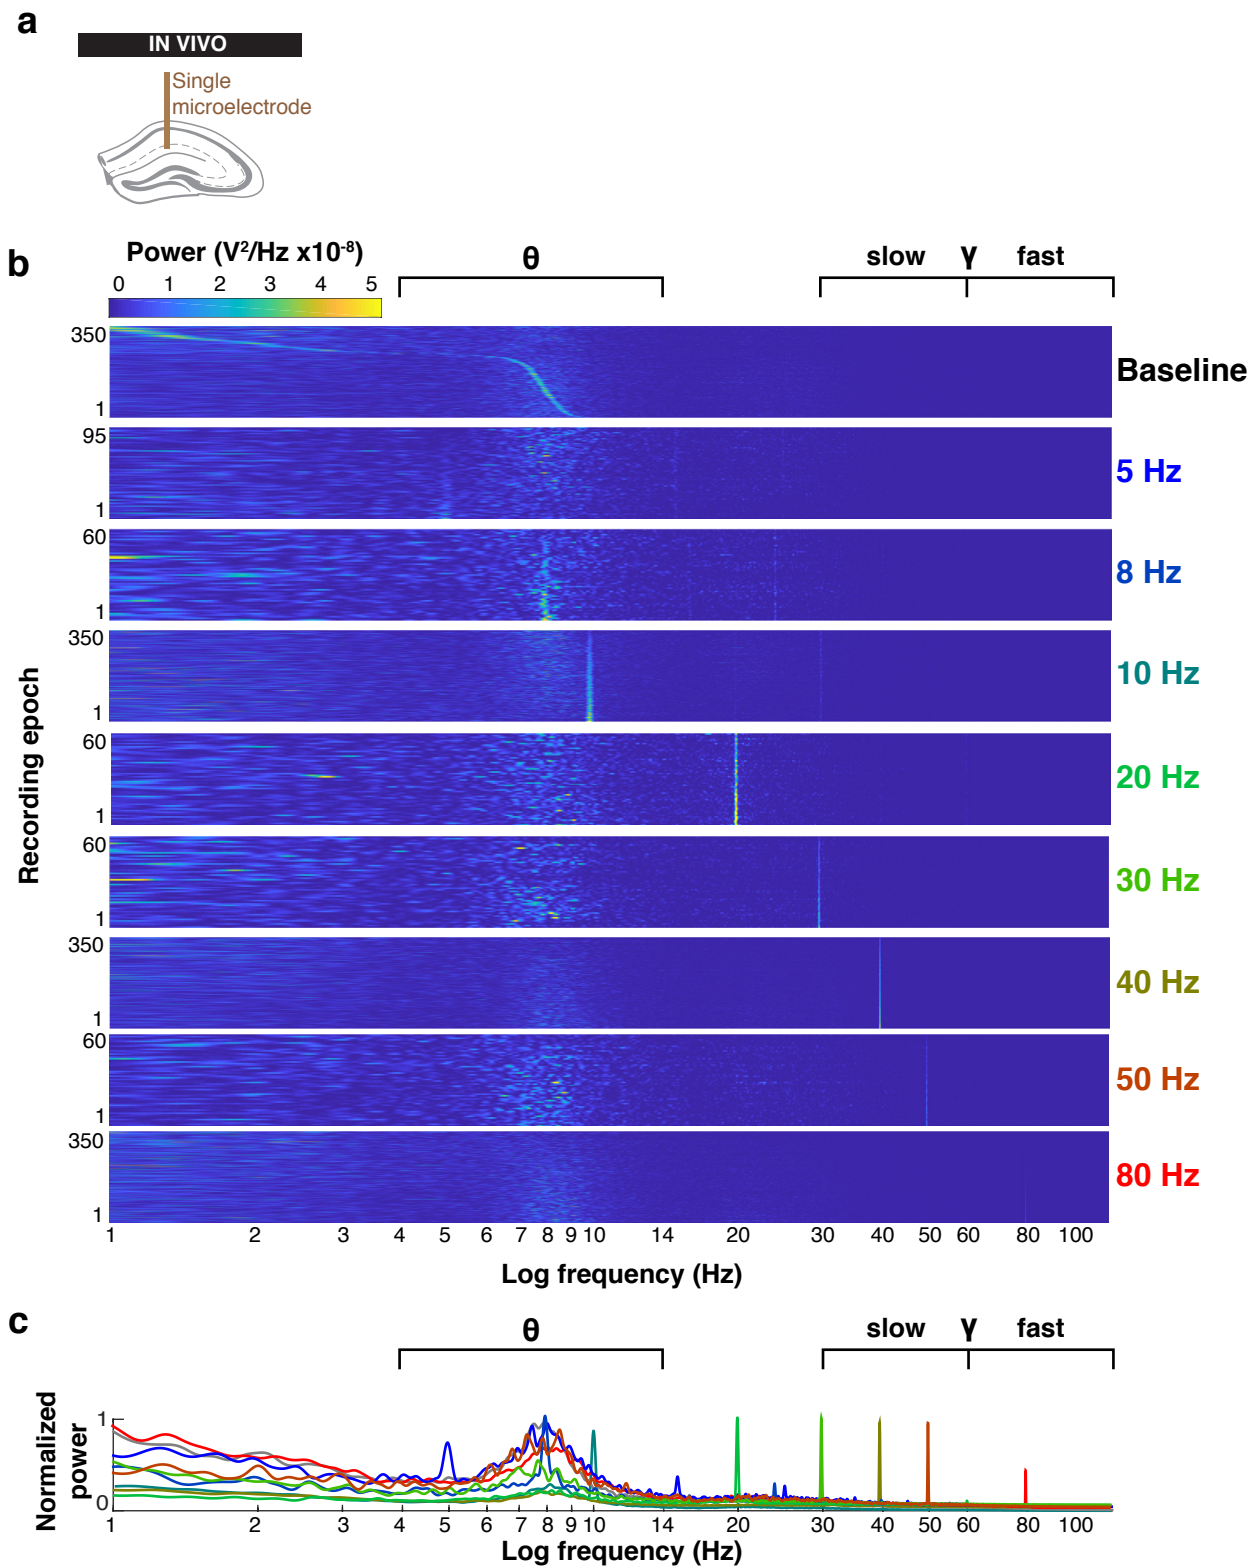 a
IN VIVO
Single
microelectrode
b
Power (V²/Hz x10⁻⁸)
0 1 2 3 4 5
θ
slow γ fast
350
1
Baseline
95
1
5 Hz
60
1
8 Hz
350
1
10 Hz
60
1
20 Hz
60
1
30 Hz
350
1
40 Hz
60
1
50 Hz
350
1
80 Hz
Recording epoch
1 2 3 4 5 6 7 8 9 10 14 20 30 40 50 60 80 100
Log frequency (Hz)
c
θ
slow γ fast
Normalized
power
1
0
1 2 3 4 5 6 7 8 9 10 14 20 30 40 50 60 80 100
Log frequency (Hz)